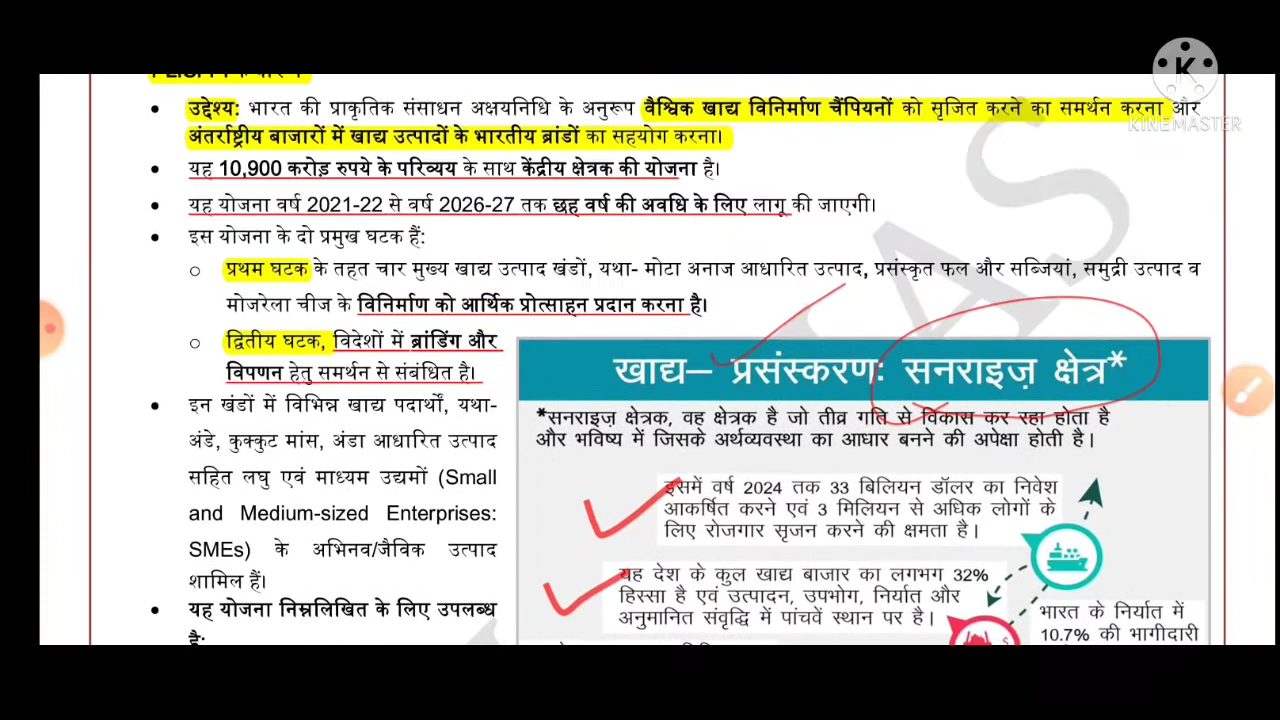 उद्देश्य: भारत की प्राकृतिक संसाधन अक्षयनिधि के अनुरूप वैश्विक खाद्य विनिर्माण चैंपियनों को सृजित करने का समर्थन करना और
अंतर्राष्ट्रीय बाजारों में खाद्य उत्पादों के भारतीय ब्रांडों का सहयोग करना।
यह 10,900 करोड़ रुपये के परिव्यय के साथ केंद्रीय क्षेत्रक की योजना है।
यह योजना वर्ष 2021-22 से वर्ष 2026-27 तक छह वर्ष की अवधि के लिए लागू की जाएगी।
इस योजना के दो प्रमुख घटक हैं:
प्रथम घटक के तहत चार मुख्य खाद्य उत्पाद खंडों, यथा- मोटा अनाज आधारित उत्पाद, प्रसंस्कृत फल और सब्जियां, समुद्री उत्पाद व
मोजरेला चीज के विनिर्माण को आर्थिक प्रोत्साहन प्रदान करना है।
द्वितीय घटक, विदेशों में ब्रांडिंग और
विपणन हेतु समर्थन से संबंधित है।
इन खंडों में विभिन्न खाद्य पदार्थों, यथा-
अंडे, कुक्कुट मांस, अंडा आधारित उत्पाद
सहित लघु एवं माध्यम उद्यमों (Small
and Medium-sized Enterprises:
SMEs) के अभिनव/जैविक उत्पाद
शामिल हैं।
यह योजना निम्नलिखित के लिए उपलब्ध
है:
खाद्य– प्रसंस्करणः सनराइज़ क्षेत्र*
*सनराइज़ क्षेत्रक, वह क्षेत्रक है जो तीव्र गति से विकास कर रहा होता है
और भविष्य में जिसके अर्थव्यवस्था का आधार बनने की अपेक्षा होती है।
इसमें वर्ष 2024 तक 33 बिलियन डॉलर का निवेश
आकर्षित करने एवं 3 मिलियन से अधिक लोगों के
लिए रोजगार सृजन करने की क्षमता है।
यह देश के कुल खाद्य बाजार का लगभग 32%
हिस्सा है एवं उत्पादन, उपभोग, निर्यात और
अनुमानित संवृद्धि में पांचवें स्थान पर है।
भारत के निर्यात में
10.7% की भागीदारी
KINEMASTER